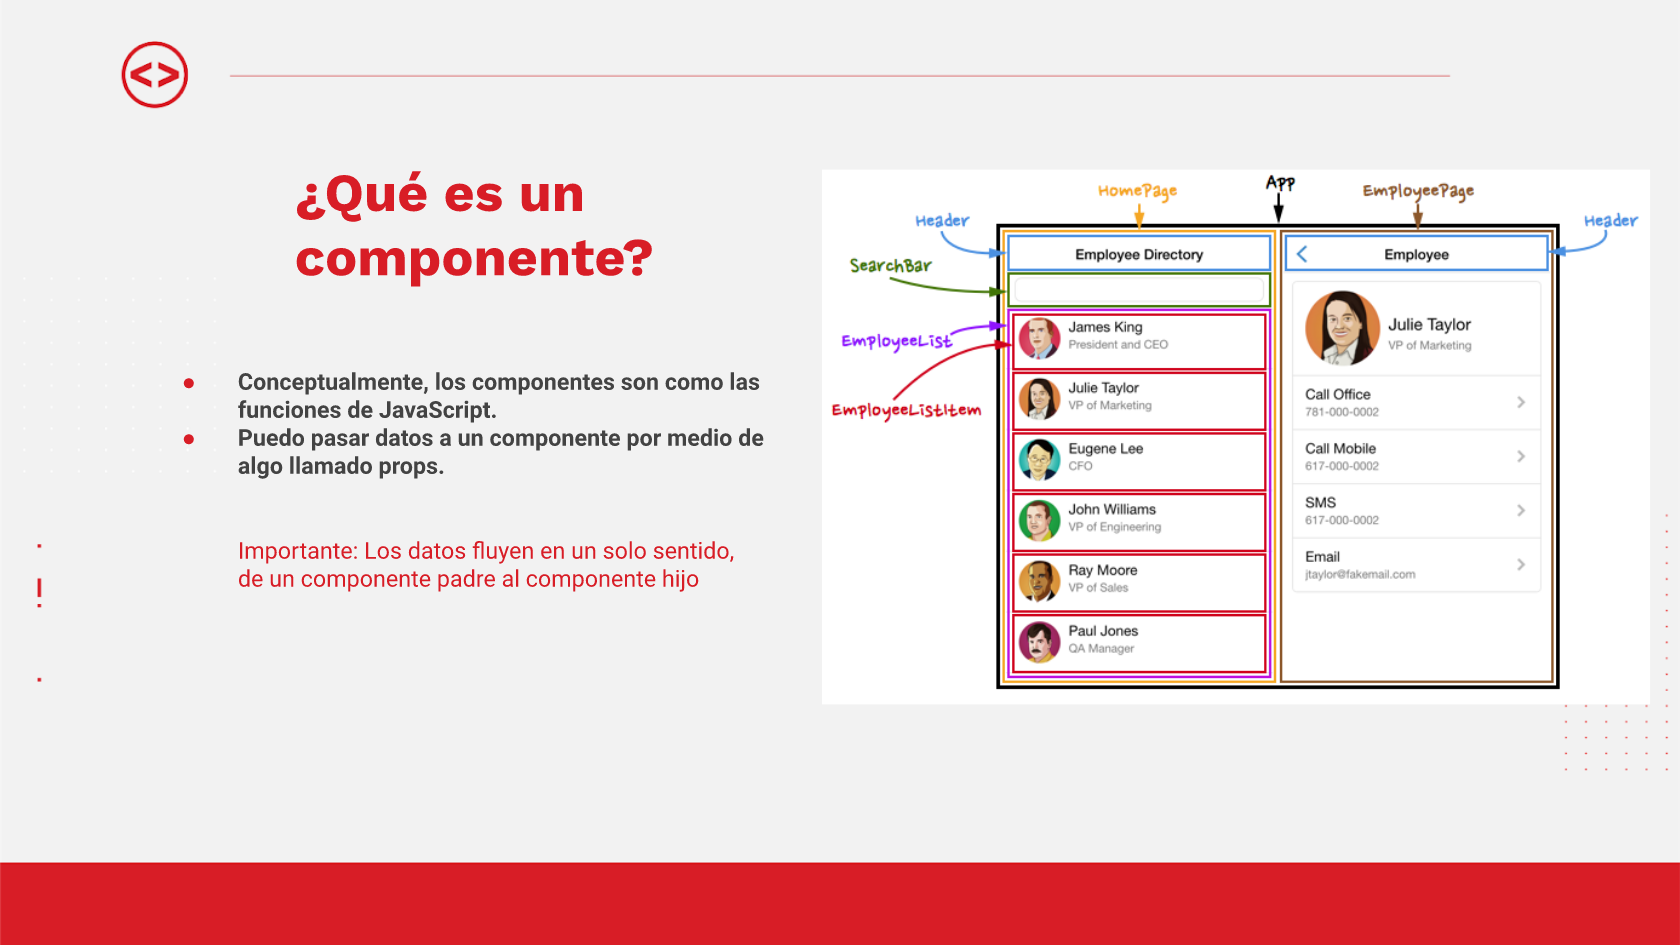 <>
¿Qué es un
componente?
● Conceptualmente, los componentes son como las
funciones de JavaScript.
● Puedo pasar datos a un componente por medio de
algo llamado props.
Importante: Los datos fluyen en un solo sentido,
de un componente padre al componente hijo
App
HomePage
EmployeePage
Header
Header
SearchBar
EmployeeList
EmployeeListItem
Employee Directory
James King
President and CEO
Julie Taylor
VP of Marketing
Eugene Lee
CFO
John Williams
VP of Engineering
Ray Moore
VP of Sales
Paul Jones
QA Manager
Employee
Julie Taylor
VP of Marketing
Call Office
781-000-0002
Call Mobile
617-000-0002
SMS
617-000-0002
Email
jtaylor@fakemail.com